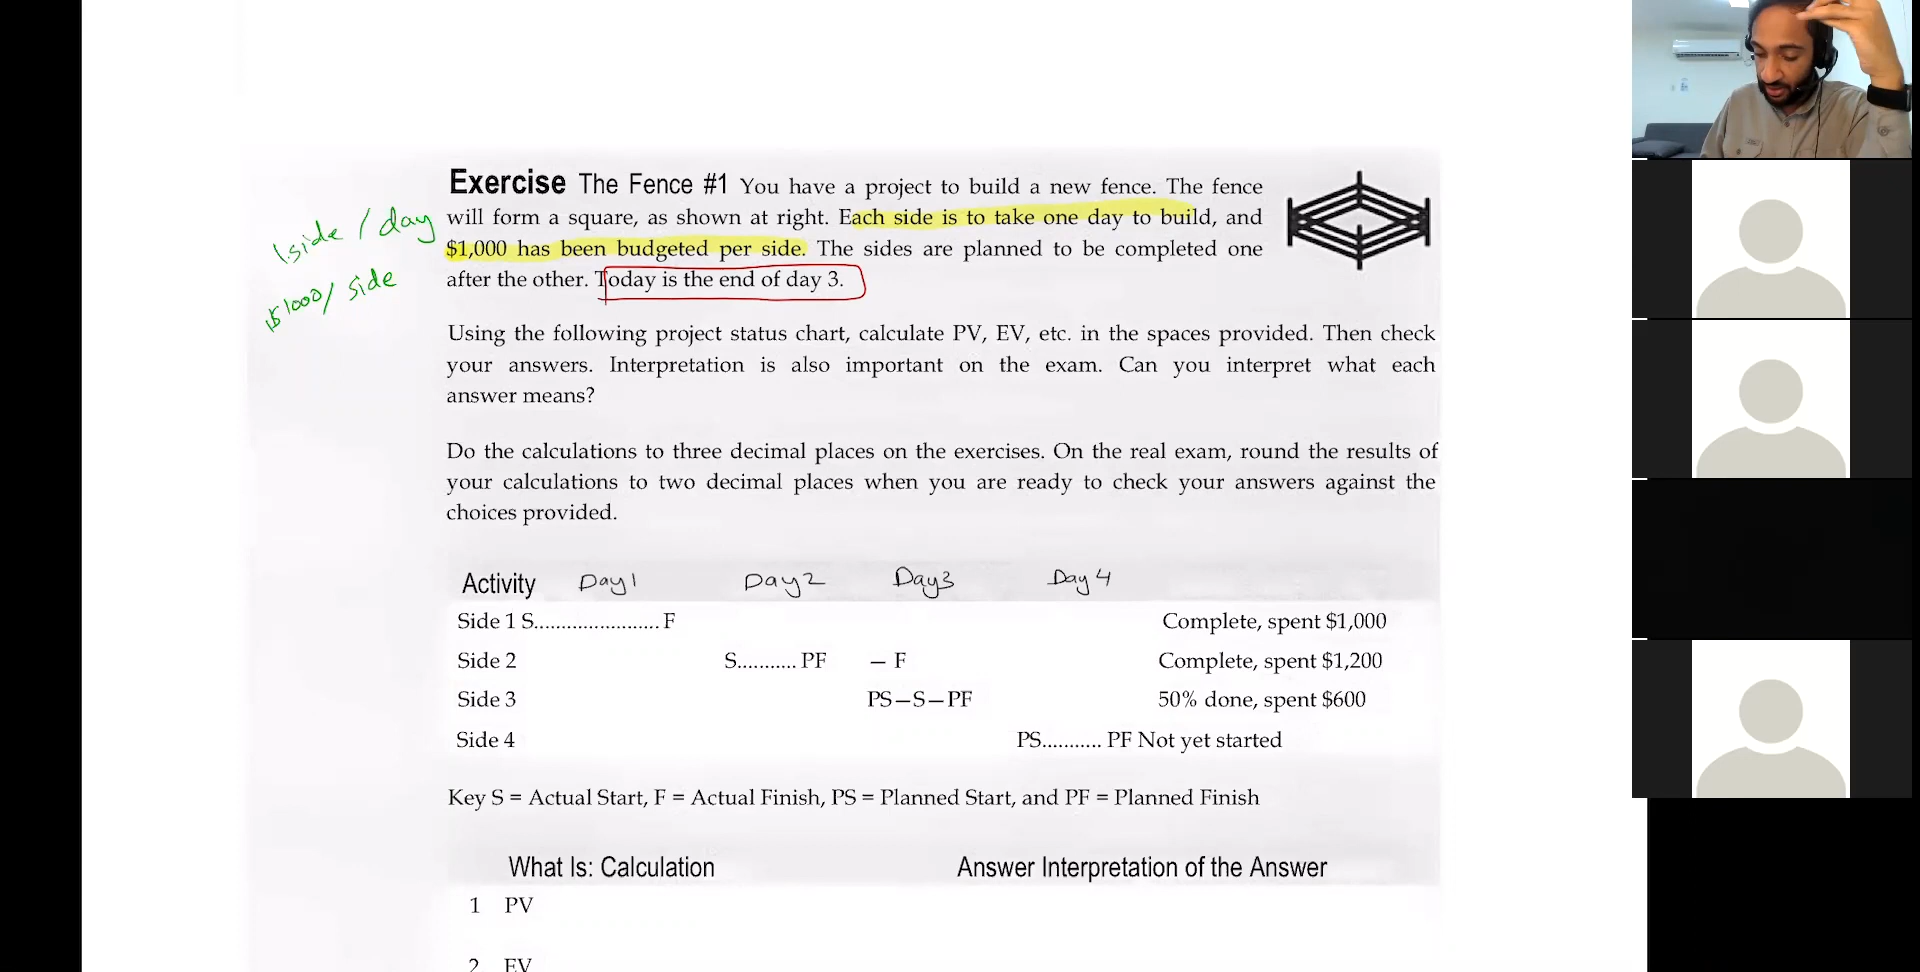 Exercise The Fence #1 You have a project to build a new fence. The fence
will form a square, as shown at right. Each side is to take one day to build, and
$1,000 has been budgeted per side. The sides are planned to be completed one
after the other. Today is the end of day 3.
1side / day
$1000/ side
Using the following project status chart, calculate PV, EV, etc. in the spaces provided. Then check
your answers. Interpretation is also important on the exam. Can you interpret what each
answer means?
Do the calculations to three decimal places on the exercises. On the real exam, round the results of
your calculations to two decimal places when you are ready to check your answers against the
choices provided.
Activity Day1 Day2 Day3 Day4
Side 1 S....................... F Complete, spent $1,000
Side 2 S........... PF – F Complete, spent $1,200
Side 3 PS–S–PF 50% done, spent $600
Side 4 PS........... PF Not yet started
Key S = Actual Start, F = Actual Finish, PS = Planned Start, and PF = Planned Finish
What Is: Calculation Answer Interpretation of the Answer
1 PV
2 EV